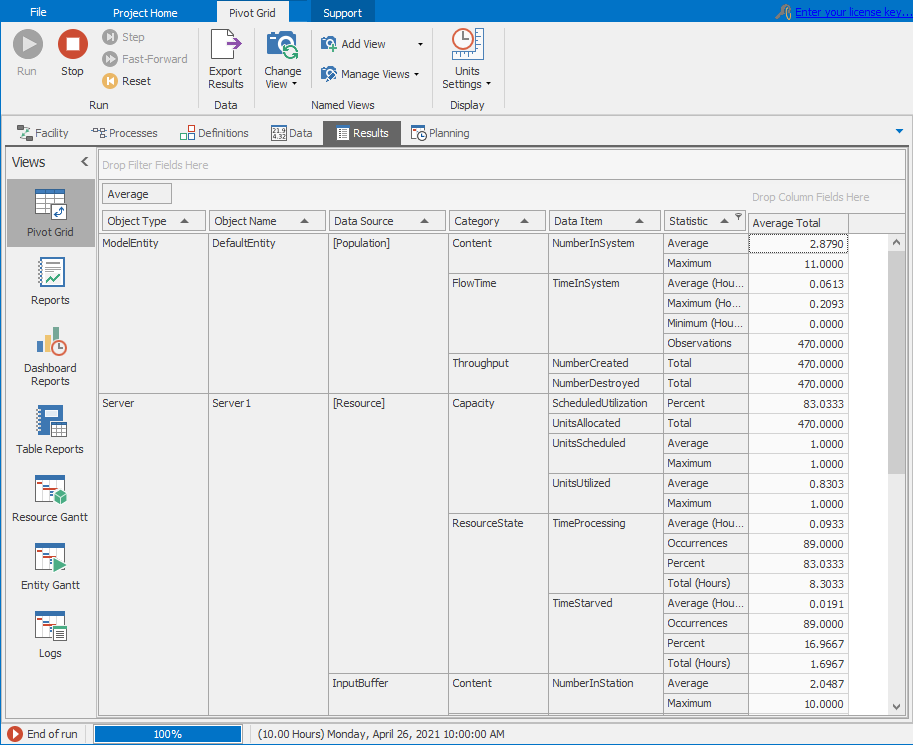 File Project Home Pivot Grid Support Enter your license key...
Run Stop Step Fast-Forward Reset
Export Results Change View Add View Manage Views Units Settings
Run Data Named Views Display
Facility Processes Definitions 21.9 4.32 Data Results Planning
Views <
Pivot Grid
Reports
Dashboard
Reports
Table Reports
Resource Gantt
Entity Gantt
Logs
Drop Filter Fields Here
Average Drop Column Fields Here
Object Type Object Name Data Source Category Data Item Statistic Average Total
ModelEntity DefaultEntity [Population] Content NumberInSystem Average 2.8790
Maximum 11.0000
FlowTime TimeInSystem Average (Hou... 0.0613
Maximum (Ho... 0.2093
Minimum (Hou... 0.0000
Observations 470.0000
Throughput NumberCreated Total 470.0000
NumberDestroyed Total 470.0000
Server Server1 [Resource] Capacity ScheduledUtilization Percent 83.0333
UnitsAllocated Total 470.0000
UnitsScheduled Average 1.0000
Maximum 1.0000
UnitsUtilized Average 0.8303
Maximum 1.0000
ResourceState TimeProcessing Average (Hou... 0.0933
Occurrences 89.0000
Percent 83.0333
Total (Hours) 8.3033
TimeStarved Average (Hou... 0.0191
Occurrences 89.0000
Percent 16.9667
Total (Hours) 1.6967
InputBuffer Content NumberInStation Average 2.0487
Maximum 10.0000
End of run 100% (10.00 Hours) Monday, April 26, 2021 10:00:00 AM